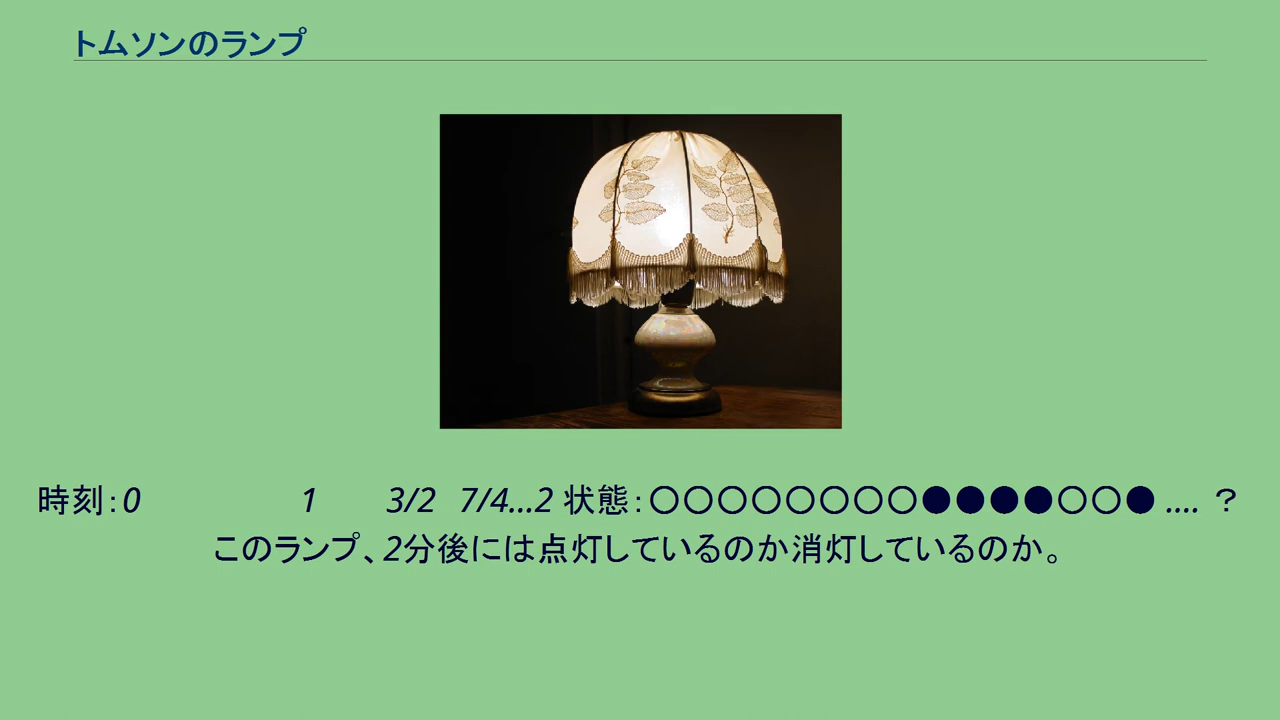 トムソンのランプ
時刻：0 1 3/2 7/4…2 状態：○○○○○○○○●●●●○○● …. ？
このランプ、2分後には点灯しているのか消灯しているのか。